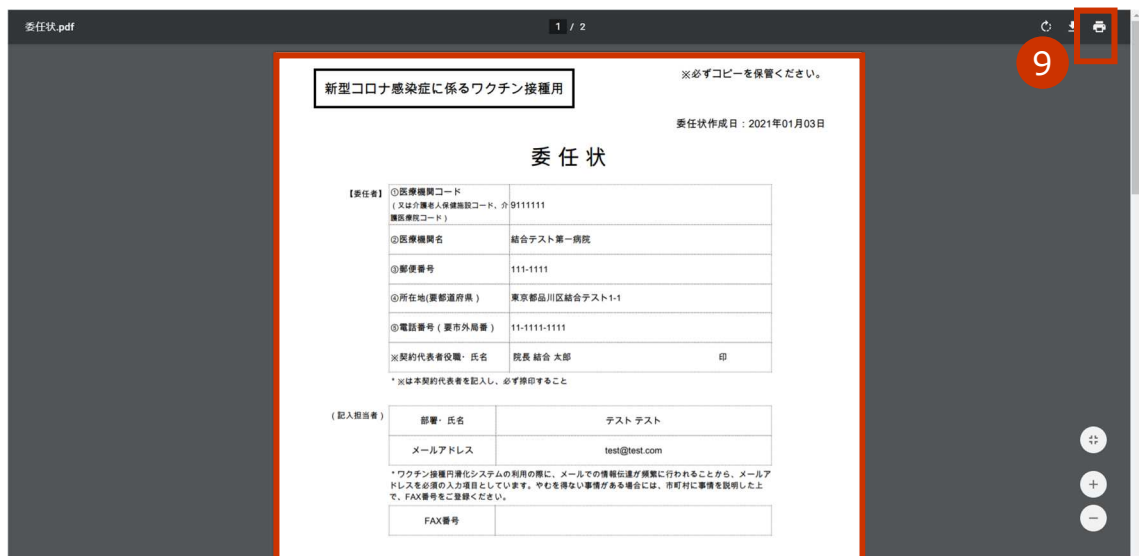 委任状.pdf
1 / 2
9
新型コロナ感染症に係るワクチン接種用
※必ずコピーを保管ください。
委任状作成日：2021年01月03日
委任状
【委任者】
①医療機関コード
(又は介護老人保健施設コード、介護医療院コード)
9111111
②医療機関名
結合テスト第一病院
③郵便番号
111-1111
④所在地(要都道府県)
東京都品川区結合テスト1-1
⑤電話番号(要市外局番)
11-1111-1111
※契約代表者役職・氏名
院長 結合 太郎
印
* ※は本契約代表者を記入し、必ず捺印すること
(記入担当者)
部署・氏名
テスト テスト
メールアドレス
test@test.com
* ワクチン接種円滑化システムの利用の際に、メールでの情報伝達が頻繁に行われることから、メールア
ドレスを必須の入力項目としています。やむを得ない事情がある場合には、市町村に事情を説明した上
で、FAX番号をご登録ください。
FAX番号